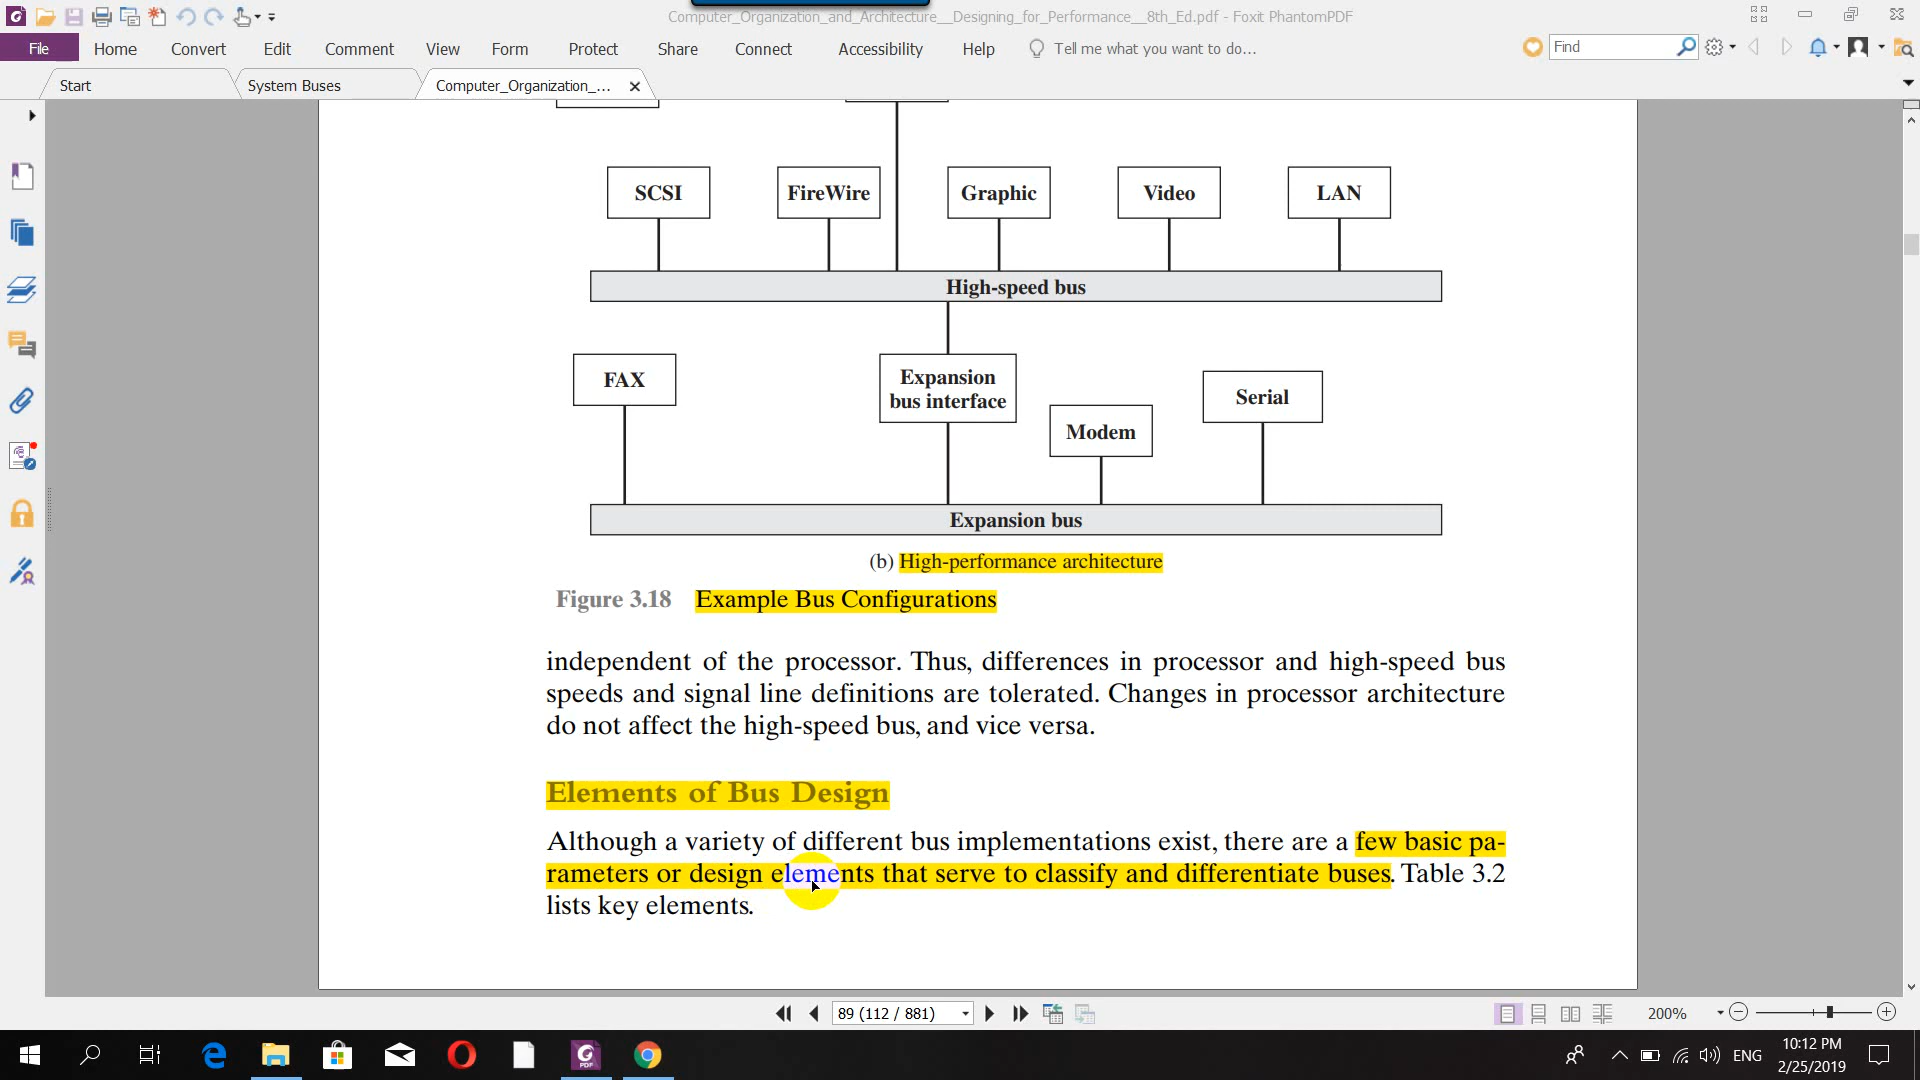 Computer_Organization_and_Architecture__Designing_for_Performance__8th_Ed.pdf - Foxit PhantomPDF
File Home Convert Edit Comment View Form Protect Share Connect Accessibility Help Tell me what you want to do... Find
Start System Buses Computer_Organization_...
SCSI FireWire Graphic Video LAN
High-speed bus
FAX Expansion
bus interface
Serial
Modem
Expansion bus
(b) High-performance architecture
Figure 3.18 Example Bus Configurations
independent of the processor. Thus, differences in processor and high-speed bus
speeds and signal line definitions are tolerated. Changes in processor architecture
do not affect the high-speed bus, and vice versa.
Elements of Bus Design
Although a variety of different bus implementations exist, there are a few basic pa-
rameters or design elements that serve to classify and differentiate buses. Table 3.2
lists key elements.
89 (112 / 881) 200%
ENG 10:12 PM
2/25/2019